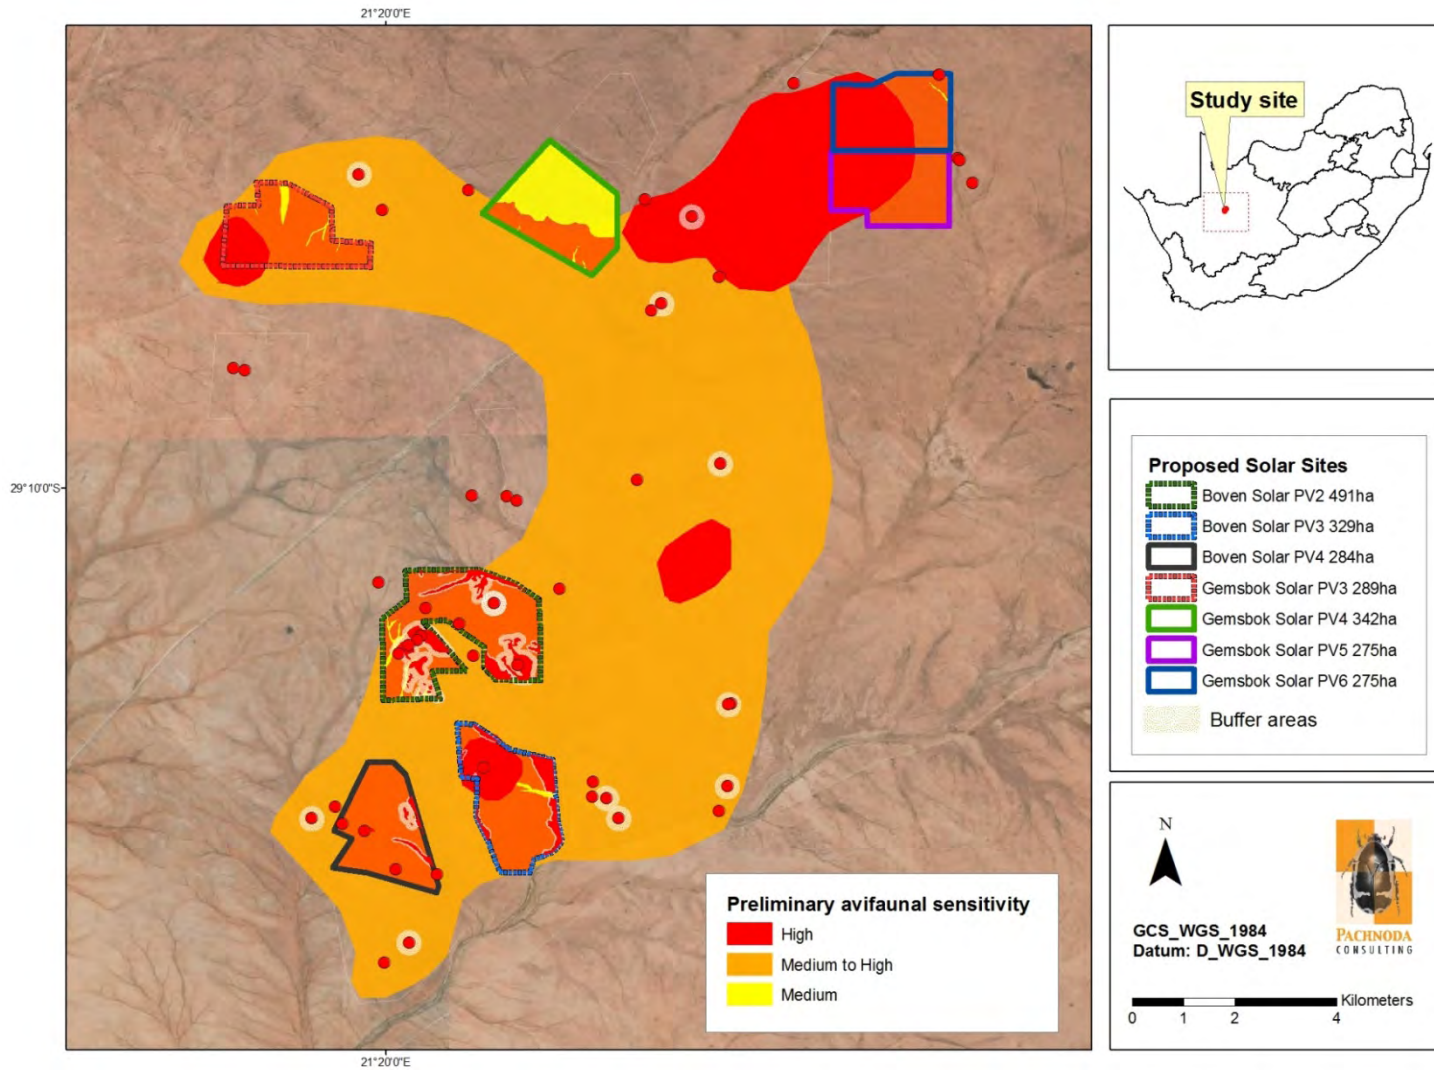 21°20'0"E
Study site
29°10'0"S
Proposed Solar Sites
Boven Solar PV2 491ha
Boven Solar PV3 329ha
Boven Solar PV4 284ha
Gemsbok Solar PV3 289ha
Gemsbok Solar PV4 342ha
Gemsbok Solar PV5 275ha
Gemsbok Solar PV6 275ha
Buffer areas
Preliminary avifaunal sensitivity
High
Medium to High
Medium
N
GCS_WGS_1984
Datum: D_WGS_1984
PACHNODA
CONSULTING
Kilometers
0 1 2 4
21°20'0"E